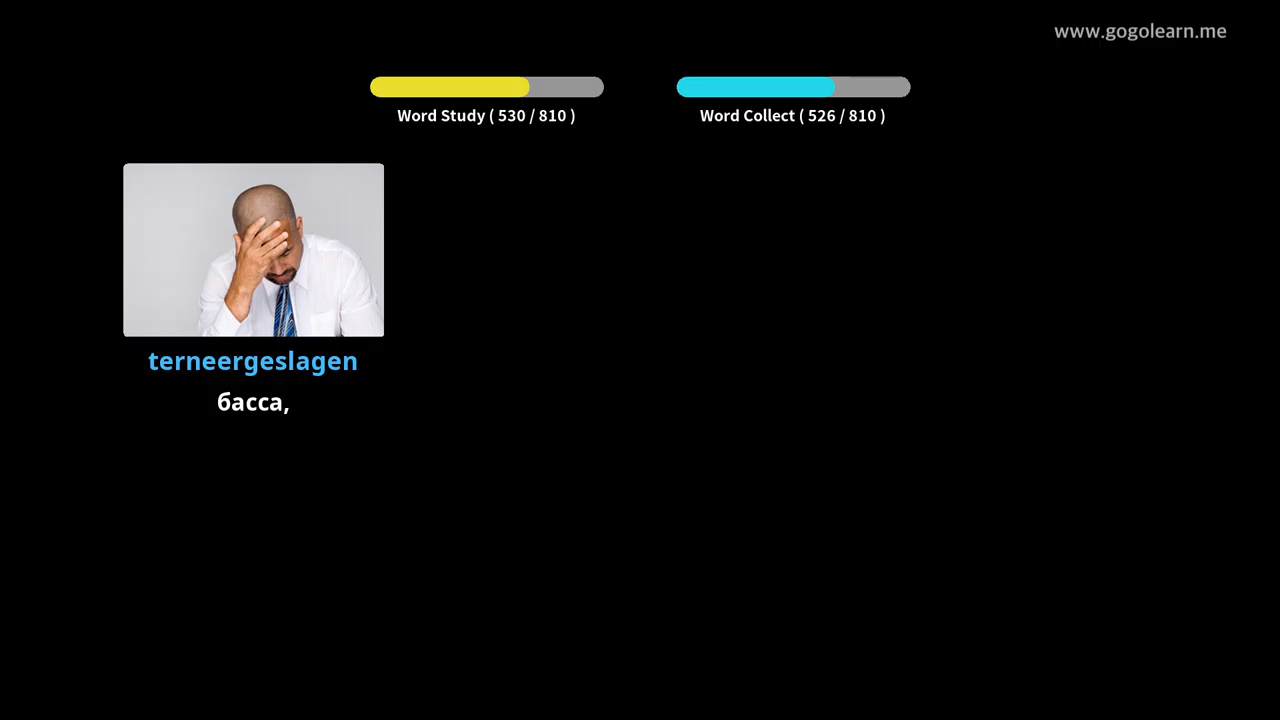 www.gogolearn.me
Word Study ( 530 / 810 )
Word Collect ( 526 / 810 )
terneergeslagen
басса,